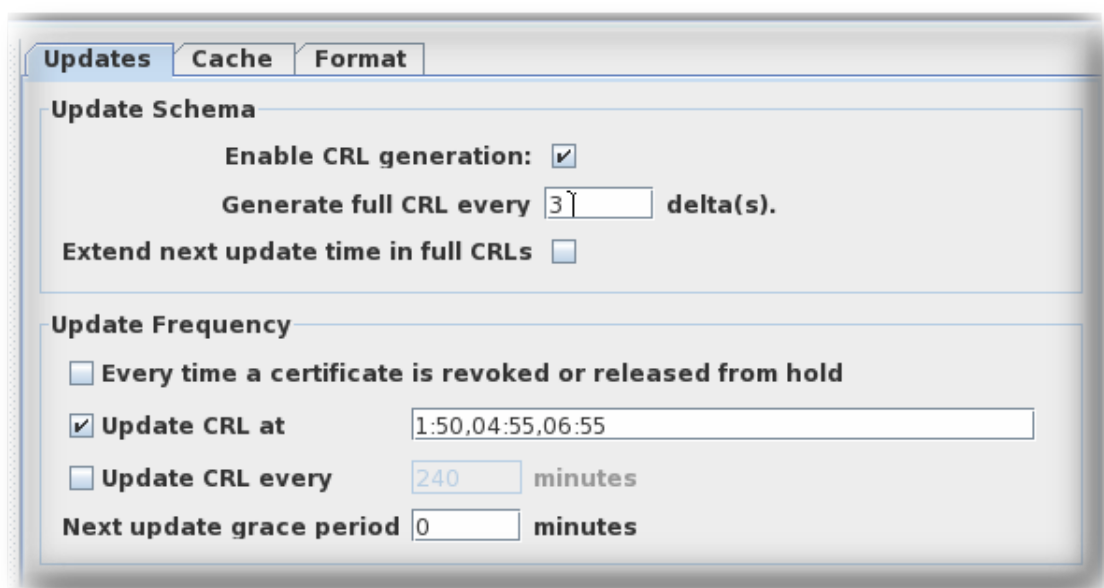 Updates Cache Format
Update Schema
Enable CRL generation:
Generate full CRL every 3 delta(s).
Extend next update time in full CRLs
Update Frequency
Every time a certificate is revoked or released from hold
Update CRL at 1:50,04:55,06:55
Update CRL every 240 minutes
Next update grace period 0 minutes